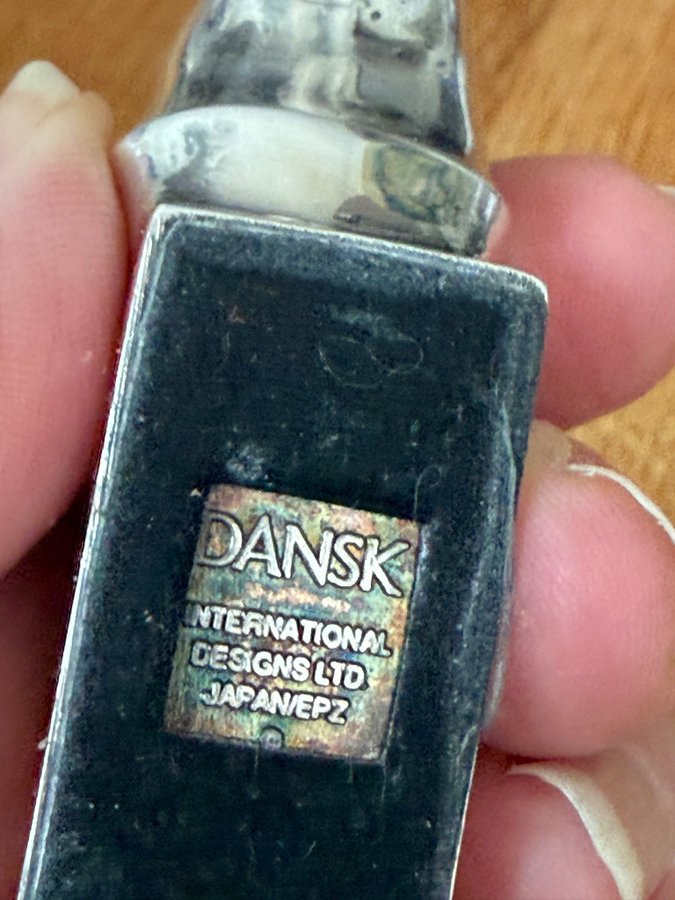 DANSK
INTERNATIONAL
DESIGNS LTD.
JAPAN/EPZ
©